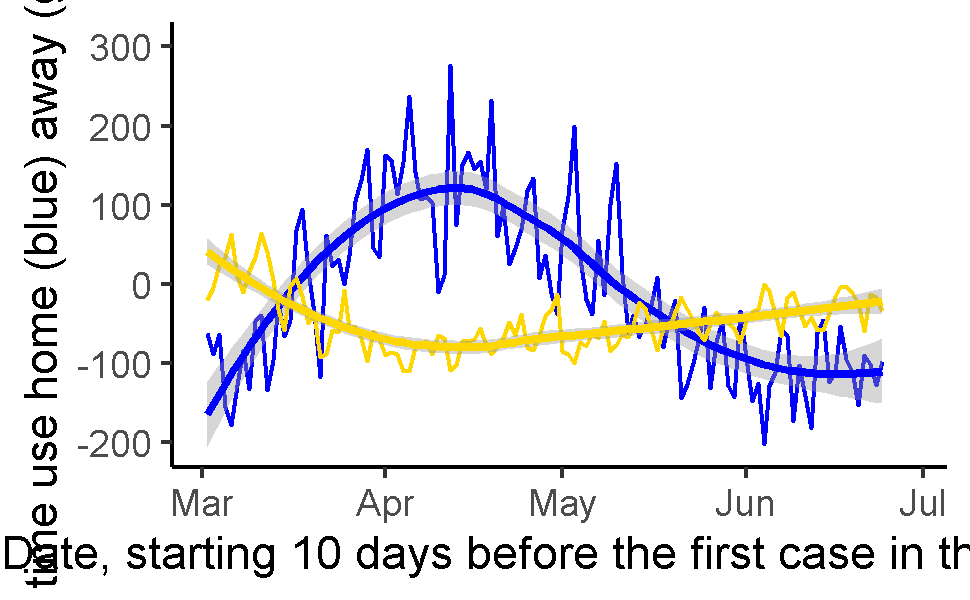 time use home (blue) away (
300
200
100
0
-100
-200
Mar Apr May Jun Jul
Date, starting 10 days before the first case in th